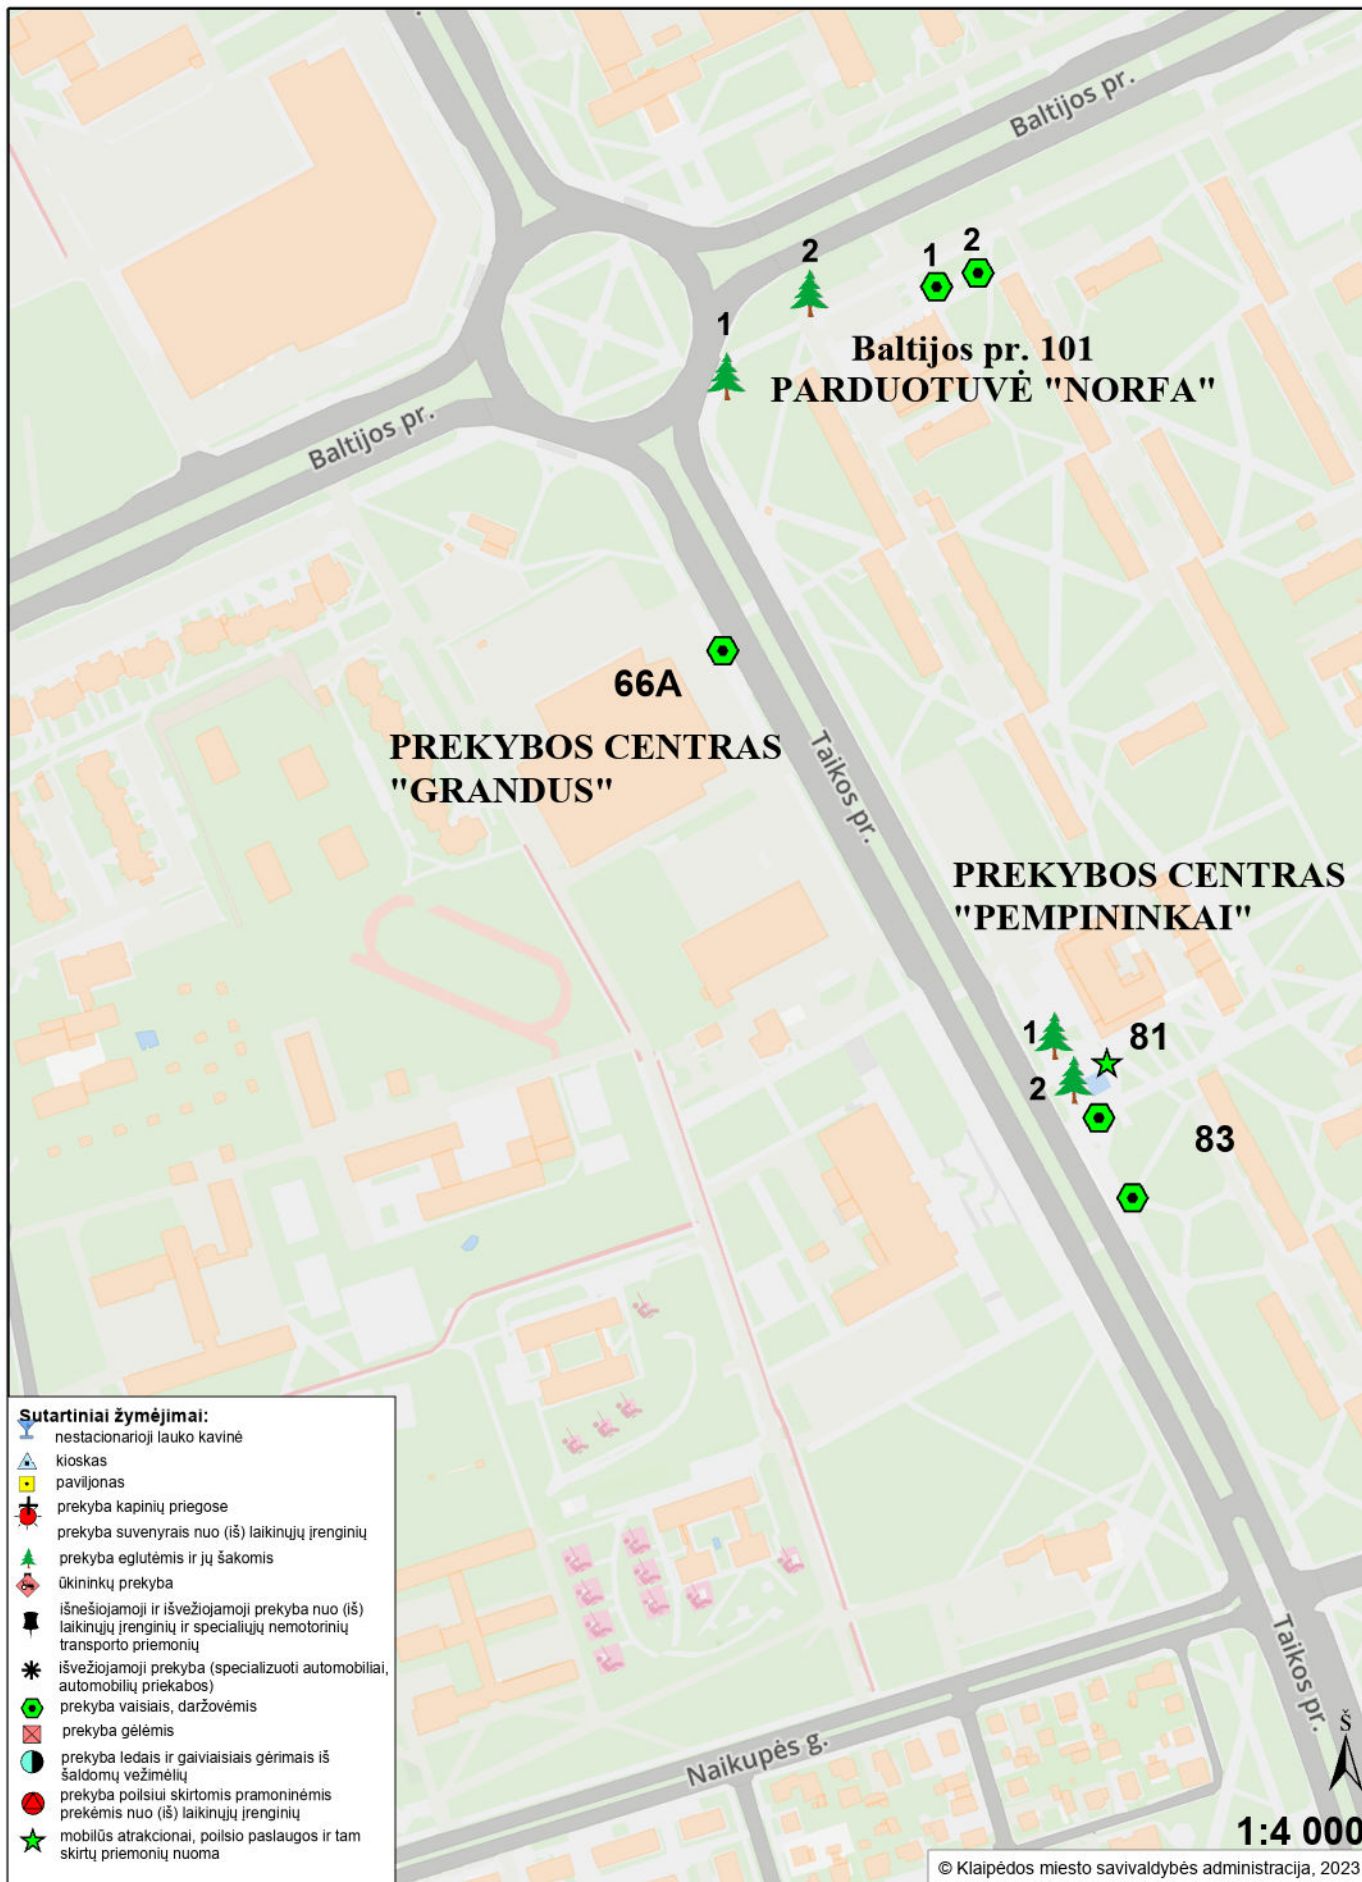 Baltijos pr.
2
1
2
1
Baltijos pr. 101
PARDUOTUVĖ "NORFA"
Baltijos pr.
66A
PREKYBOS CENTRAS
"GRANDUS"
Taikos pr.
PREKYBOS CENTRAS
"PEMPININKAI"
1
81
2
83
Sutartiniai žymėjimai:
nestacionarioji lauko kavinė
kioskas
paviljonas
prekyba kapinių priegose
prekyba suvenyrais nuo (iš) laikinųjų įrenginių
prekyba eglutėmis ir jų šakomis
ūkininkų prekyba
išnešiojamoji ir išvežiojamoji prekyba nuo (iš)
laikinųjų įrenginių ir specialiųjų nemotorinių
transporto priemonių
išvežiojamoji prekyba (specializuoti automobiliai,
automobilių priekabos)
prekyba vaisiais, daržovėmis
prekyba gėlėmis
prekyba ledais ir gaiviaisiais gėrimais iš
šaldomų vežimėlių
prekyba poilsiui skirtomis pramoninėmis
prekėmis nuo (iš) laikinųjų įrenginių
mobilūs atrakcionai, poilsio paslaugos ir tam
skirtų priemonių nuoma
Taikos pr.
Naikupės g.
Š
1:4 000
© Klaipėdos miesto savivaldybės administracija, 2023